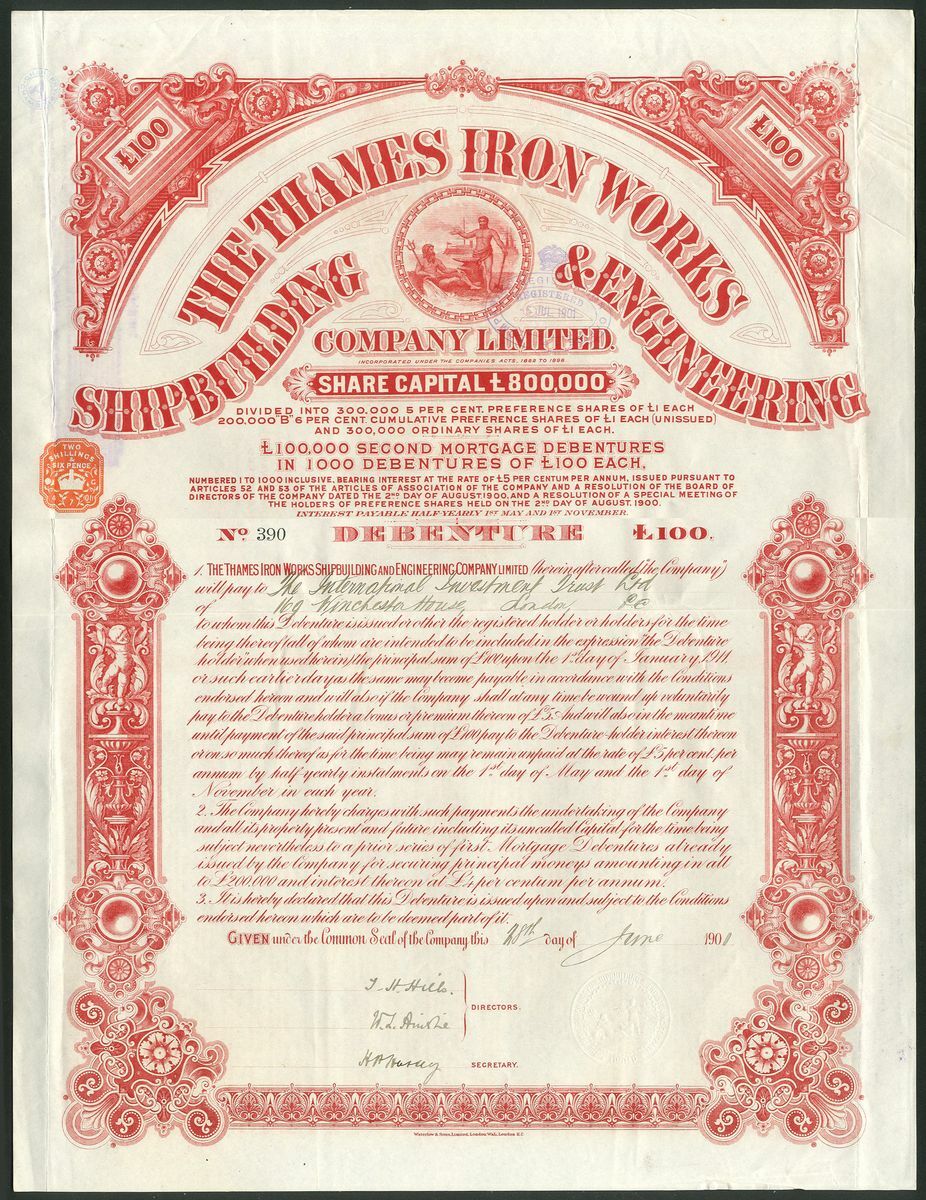 £100
£100
THE THAMES IRON WORKS
SHIPBUILDING & ENGINEERING
COMPANY LIMITED.
REGISTERED
JUL. 1901
INCORPORATED UNDER THE COMPANIES ACTS, 1862 TO 1898.
SHARE CAPITAL £800,000
DIVIDED INTO 300,000 5 PER CENT. PREFERENCE SHARES OF £1 EACH
200,000 "B" 6 PER CENT. CUMULATIVE PREFERENCE SHARES OF £1 EACH (UNISSUED)
AND 300,000 ORDINARY SHARES OF £1 EACH.
£100,000 SECOND MORTGAGE DEBENTURES
IN 1000 DEBENTURES OF £100 EACH,
TWO
SHILLINGS
& SIX PENCE
NUMBERED 1 TO 1000 INCLUSIVE, BEARING INTEREST AT THE RATE OF £5 PER CENTUM PER ANNUM, ISSUED PURSUANT TO
ARTICLES 52 AND 53 OF THE ARTICLES OF ASSOCIATION OF THE COMPANY AND A RESOLUTION OF THE BOARD OF
DIRECTORS OF THE COMPANY DATED THE 2ND DAY OF AUGUST 1900, AND A RESOLUTION OF A SPECIAL MEETING OF
THE HOLDERS OF PREFERENCE SHARES HELD ON THE 2ND DAY OF AUGUST, 1900.
INTEREST PAYABLE HALF-YEARLY 1ST MAY AND 1ST NOVEMBER.
No 390 DEBENTURE £100.
1. THE THAMES IRON WORKS SHIPBUILDING AND ENGINEERING COMPANY LIMITED (hereinafter called "the Company")
will pay to The International Investment Trust Ltd
of 169 Winchester House, London EC
to whom this Debenture is issued or other the registered holder or holders for the time
being thereof (all of whom are intended to be included in the expression "the Debenture
holder" when used herein) the principal sum of £100 upon the 1st day of January, 1911.
or such earlier day as the same may become payable in accordance with the Conditions
endorsed hereon and will also if the Company shall at any time be wound up voluntarily
pay to the Debenture holder a bonus or premium thereon of £5. And will also in the meantime
until payment of the said principal sum of £100 pay to the Debenture-holder interest thereon
or on so much thereof as for the time being may remain unpaid at the rate of £5 per cent. per
annum by half-yearly instalments on the 1st day of May and the 1st day of
November in each year.
2. The Company hereby charges with such payments the undertaking of the Company
and all its property present and future including its uncalled Capital for the time being
subject nevertheless to a prior series of first Mortgage Debentures already
issued by the Company for securing principal moneys amounting in all
to £200,000 and interest thereon at £4 per centum per annum.
3. It is hereby declared that this Debenture is issued upon and subject to the Conditions
endorsed hereon which are to be deemed part of it.
GIVEN under the Common Seal of the Company this 28th day of June 1901
DIRECTORS.
SECRETARY.
Waterlow & Sons, Limited, London Wall, London E.C.